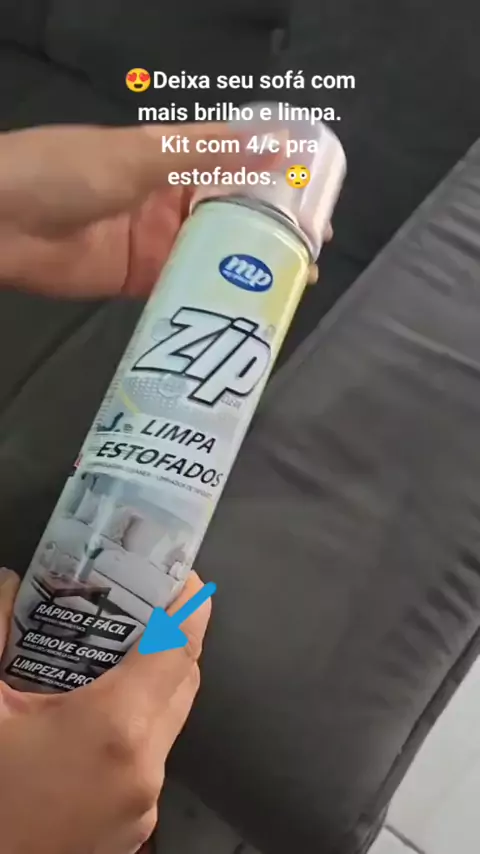 😍Deixa seu sofá com
mais brilho e limpa.
Kit com 4/c pra
estofados. 😳
mp
Zip
LIMPA
ESTOFADOS
RÁPIDO E FÁCIL
REMOVE GORDU
LIMPEZA PRO